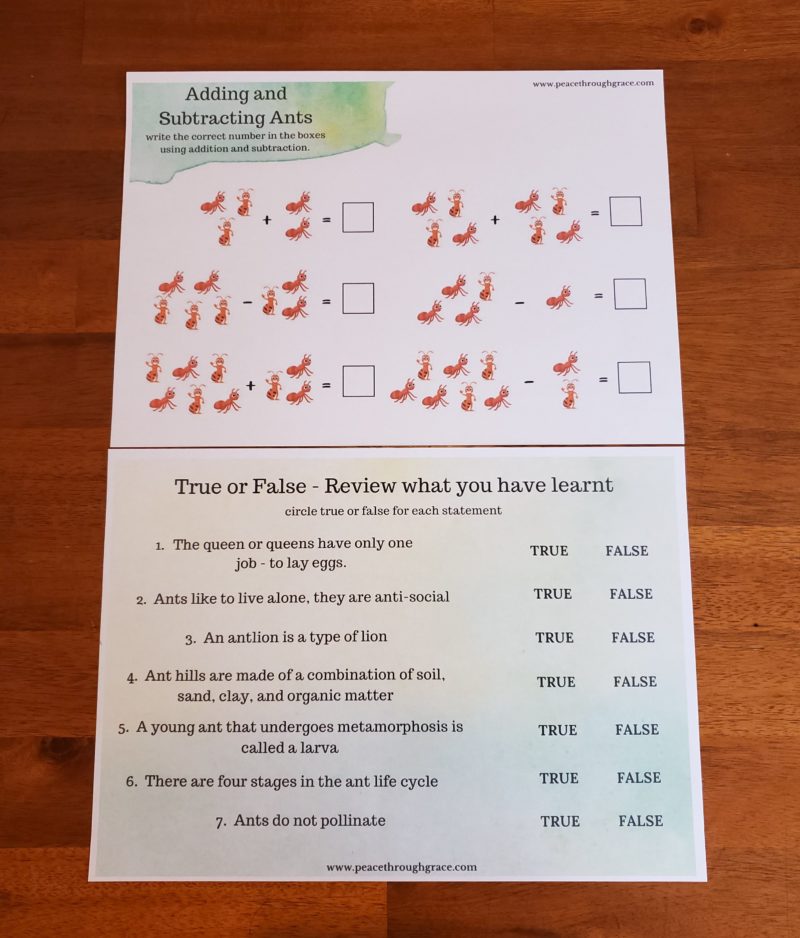 www.peacethroughgrace.com
Adding and
Subtracting Ants
write the correct number in the boxes
using addition and subtraction.
+ = + =
- = - =
+ = - =
True or False - Review what you have learnt
circle true or false for each statement
1. The queen or queens have only one
job - to lay eggs.
TRUE FALSE
2. Ants like to live alone, they are anti-social TRUE FALSE
3. An antlion is a type of lion TRUE FALSE
4. Ant hills are made of a combination of soil,
sand, clay, and organic matter
TRUE FALSE
5. A young ant that undergoes metamorphosis is
called a larva
TRUE FALSE
6. There are four stages in the ant life cycle TRUE FALSE
7. Ants do not pollinate TRUE FALSE
www.peacethroughgrace.com